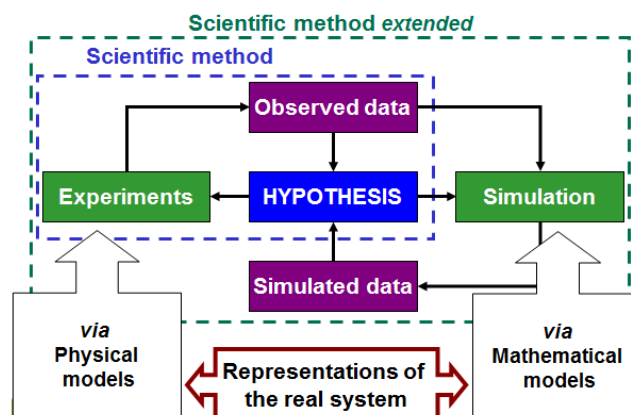 Scientific method extended
Scientific method
Observed data
Experiments
HYPOTHESIS
Simulation
Simulated data
via
Physical
models
Representations of
the real system
via
Mathematical
models